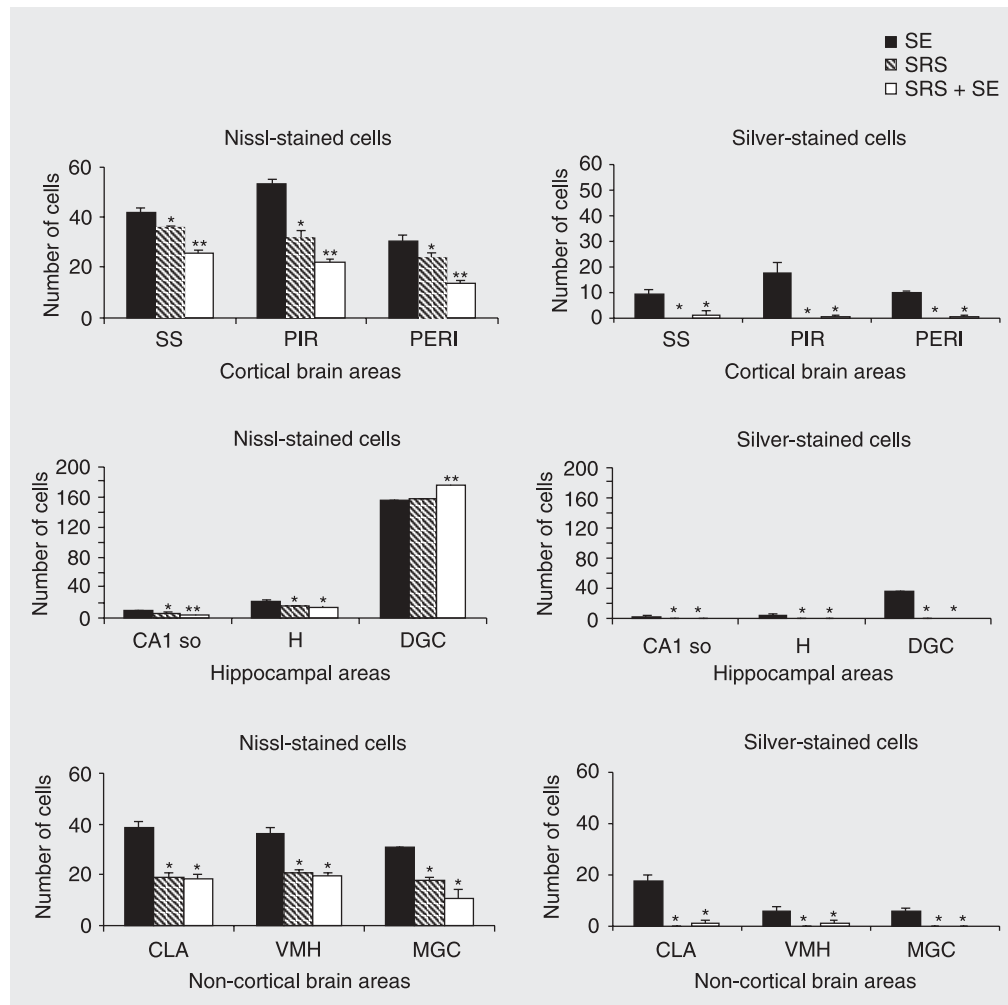 SE
SRS
SRS + SE
Nissl-stained cells
Number of cells
60
40
20
0
* ** * ** * **
SS PIR PERI
Cortical brain areas
Silver-stained cells
Number of cells
60
50
40
30
20
10
0
* * * * * *
SS PIR PERI
Cortical brain areas
Nissl-stained cells
Number of cells
200
160
120
80
40
0
* ** * * **
CA1 so H DGC
Hippocampal areas
Silver-stained cells
Number of cells
200
160
120
80
40
0
* * * * * *
CA1 so H DGC
Hippocampal areas
Nissl-stained cells
Number of cells
60
40
20
0
* * * * * *
CLA VMH MGC
Non-cortical brain areas
Silver-stained cells
Number of cells
60
40
20
0
* * * * * *
CLA VMH MGC
Non-cortical brain areas